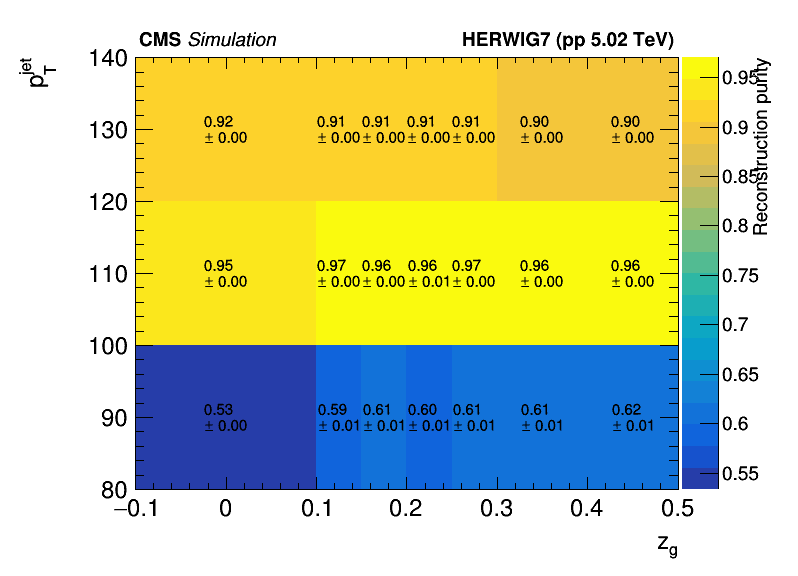 CMS Simulation HERWIG7 (pp 5.02 TeV)
p_T^jet
140
130
120
110
100
90
80
0.92 0.91 0.91 0.91 0.91 0.90 0.90
± 0.00 ± 0.00 ± 0.00 ± 0.00 ± 0.00 ± 0.00 ± 0.00
0.95 0.97 0.96 0.96 0.97 0.96 0.96
± 0.00 ± 0.00 ± 0.00 ± 0.01 ± 0.00 ± 0.00 ± 0.00
0.53 0.59 0.61 0.60 0.61 0.61 0.62
± 0.00 ± 0.01 ± 0.01 ± 0.01 ± 0.01 ± 0.01 ± 0.01
−0.1 0 0.1 0.2 0.3 0.4 0.5
z_g
0.95
0.9
0.85
0.8
0.75
0.7
0.65
0.6
0.55
Reconstruction purity